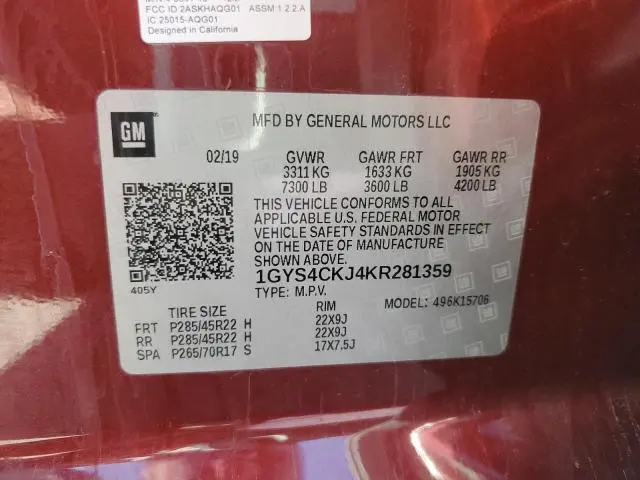 FCC ID 2ASKHAQG01 ASSM 1.2.2.A
IC 25015-AQG01
Designed in California
GM
MFD BY GENERAL MOTORS LLC
02/19 GVWR GAWR FRT GAWR RR
3311 KG 1633 KG 1905 KG
7300 LB 3600 LB 4200 LB
THIS VEHICLE CONFORMS TO ALL
APPLICABLE U.S. FEDERAL MOTOR
VEHICLE SAFETY STANDARDS IN EFFECT
ON THE DATE OF MANUFACTURE
SHOWN ABOVE.
405Y
1GYS4CKJ4KR281359
TYPE: M.P.V. MODEL: 496K15706
TIRE SIZE RIM
FRT P285/45R22 H 22X9J
RR P285/45R22 H 22X9J
SPA P265/70R17 S 17X7.5J